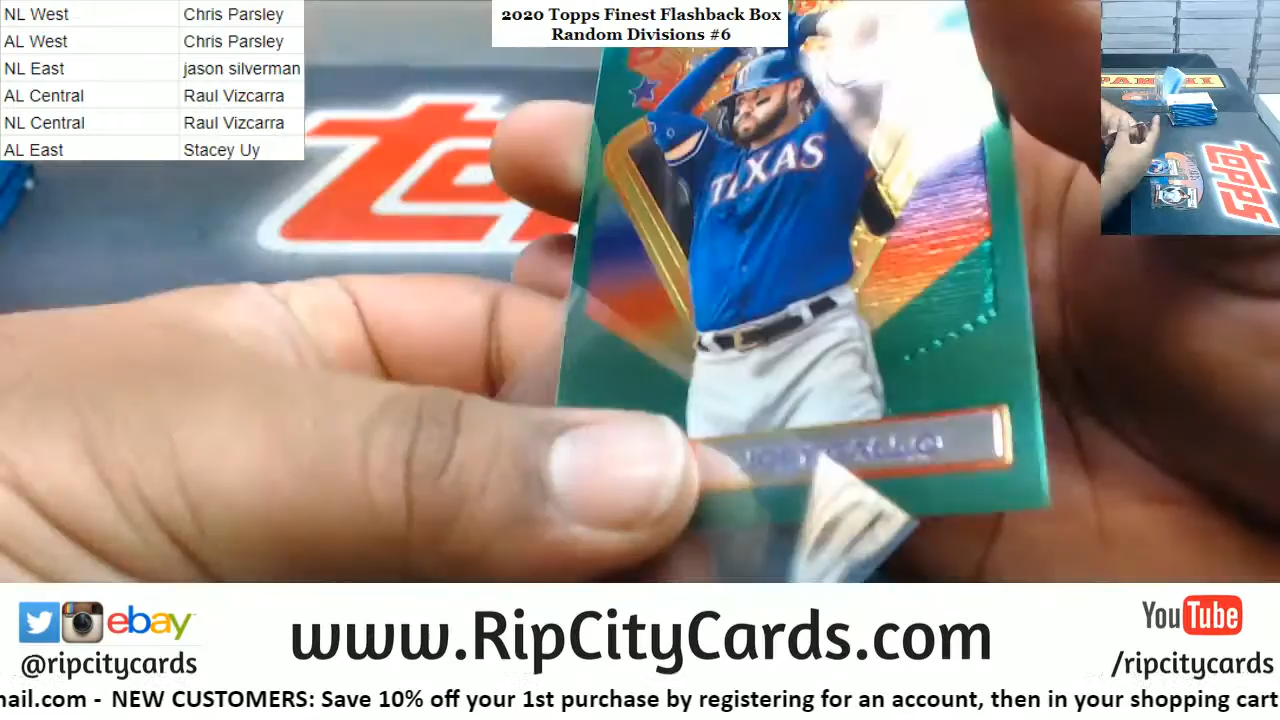 NL West Chris Parsley
AL West Chris Parsley
NL East jason silverman
AL Central Raul Vizcarra
NL Central Raul Vizcarra
AL East Stacey Uy
2020 Topps Finest Flashback Box
Random Divisions #6
PANINI
topps
TEXAS
ebay
www.RipCityCards.com
YouTube
@ripcitycards
/ripcitycards
mail.com - NEW CUSTOMERS: Save 10% off your 1st purchase by registering for an account, then in your shopping cart